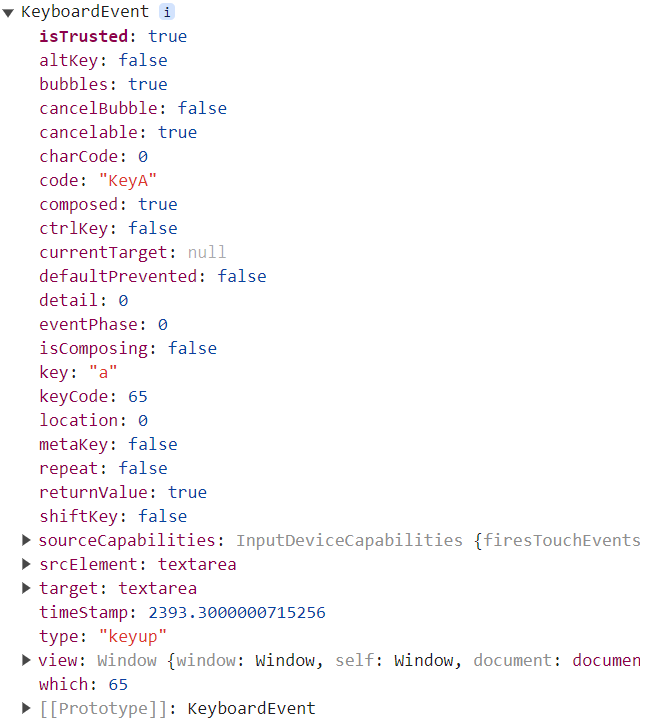 KeyboardEvent i
isTrusted: true
altKey: false
bubbles: true
cancelBubble: false
cancelable: true
charCode: 0
code: "KeyA"
composed: true
ctrlKey: false
currentTarget: null
defaultPrevented: false
detail: 0
eventPhase: 0
isComposing: false
key: "a"
keyCode: 65
location: 0
metaKey: false
repeat: false
returnValue: true
shiftKey: false
sourceCapabilities: InputDeviceCapabilities {firesTouchEvents
srcElement: textarea
target: textarea
timeStamp: 2393.3000000715256
type: "keyup"
view: Window {window: Window, self: Window, document: documen
which: 65
[[Prototype]]: KeyboardEvent